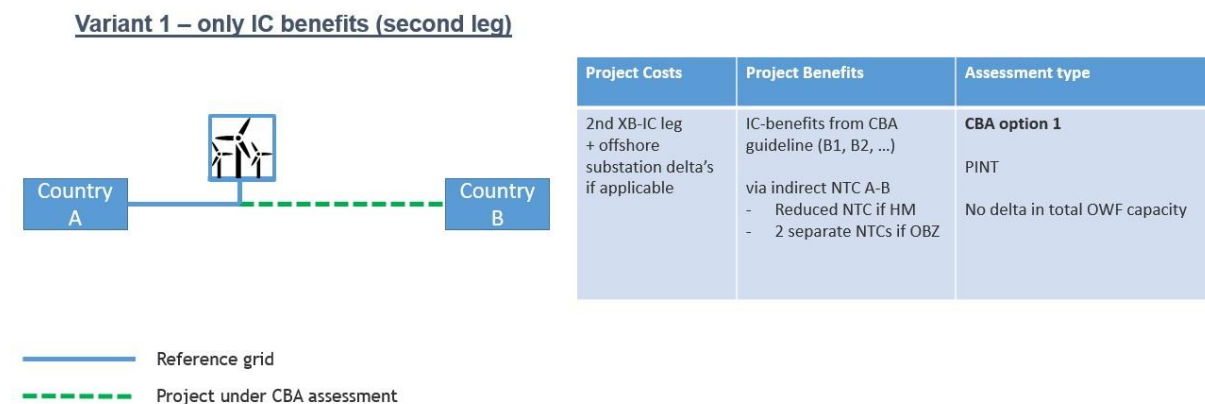 Variant 1 – only IC benefits (second leg)
Country
A
Country
B
Project Costs
Project Benefits
Assessment type
2nd XB-IC leg
+ offshore
substation delta's
if applicable
IC-benefits from CBA
guideline (B1, B2, ...)
via indirect NTC A-B
- Reduced NTC if HM
- 2 separate NTCs if OBZ
CBA option 1
PINT
No delta in total OWF capacity
Reference grid
Project under CBA assessment